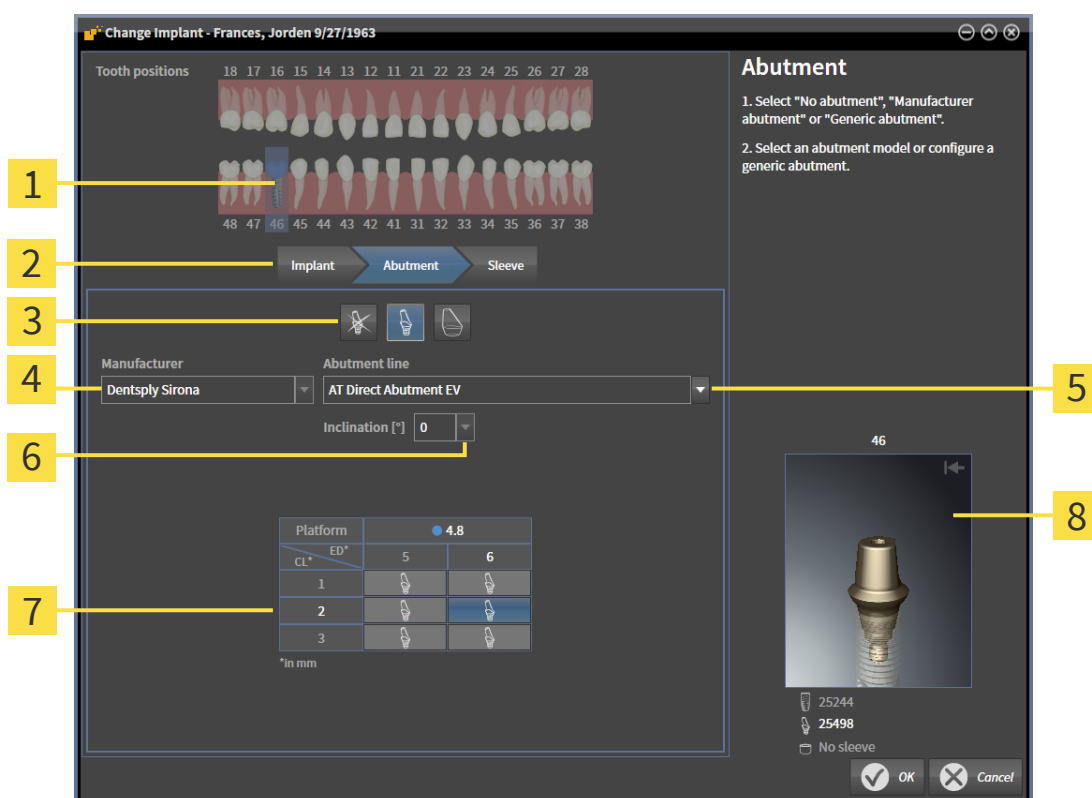 Change Implant - Frances, Jorden 9/27/1963
Tooth positions
18 17 16 15 14 13 12 11 21 22 23 24 25 26 27 28
48 47 46 45 44 43 42 41 31 32 33 34 35 36 37 38
Implant Abutment Sleeve
Manufacturer Abutment line
Dentsply Sirona AT Direct Abutment EV
Inclination [°] 0
Platform 4.8
CL* ED* 5 6
1
2
3
*in mm
Abutment
1. Select "No abutment", "Manufacturer
abutment" or "Generic abutment".
2. Select an abutment model or configure a
generic abutment.
46
25244
25498
No sleeve
OK Cancel
1
2
3
4
5
6
7
8